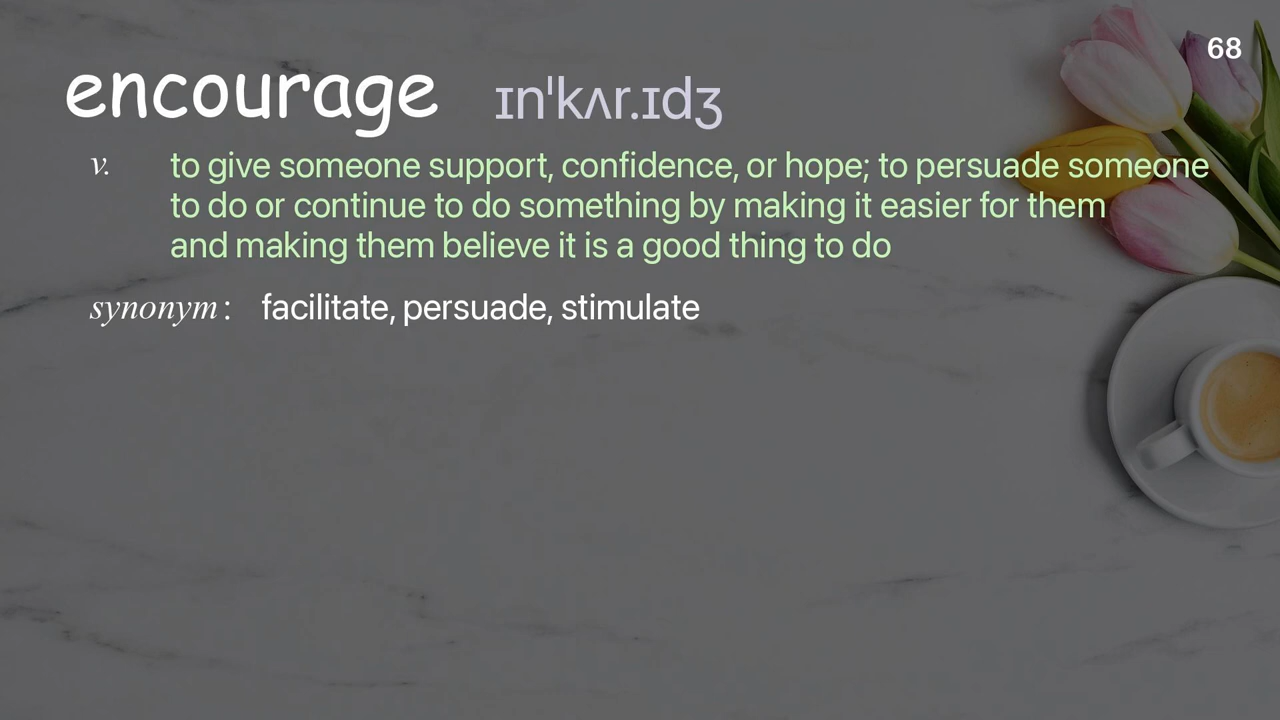 68
encourage ɪnˈkʌr.ɪdʒ
v. to give someone support, confidence, or hope; to persuade someone
to do or continue to do something by making it easier for them
and making them believe it is a good thing to do
synonym: facilitate, persuade, stimulate